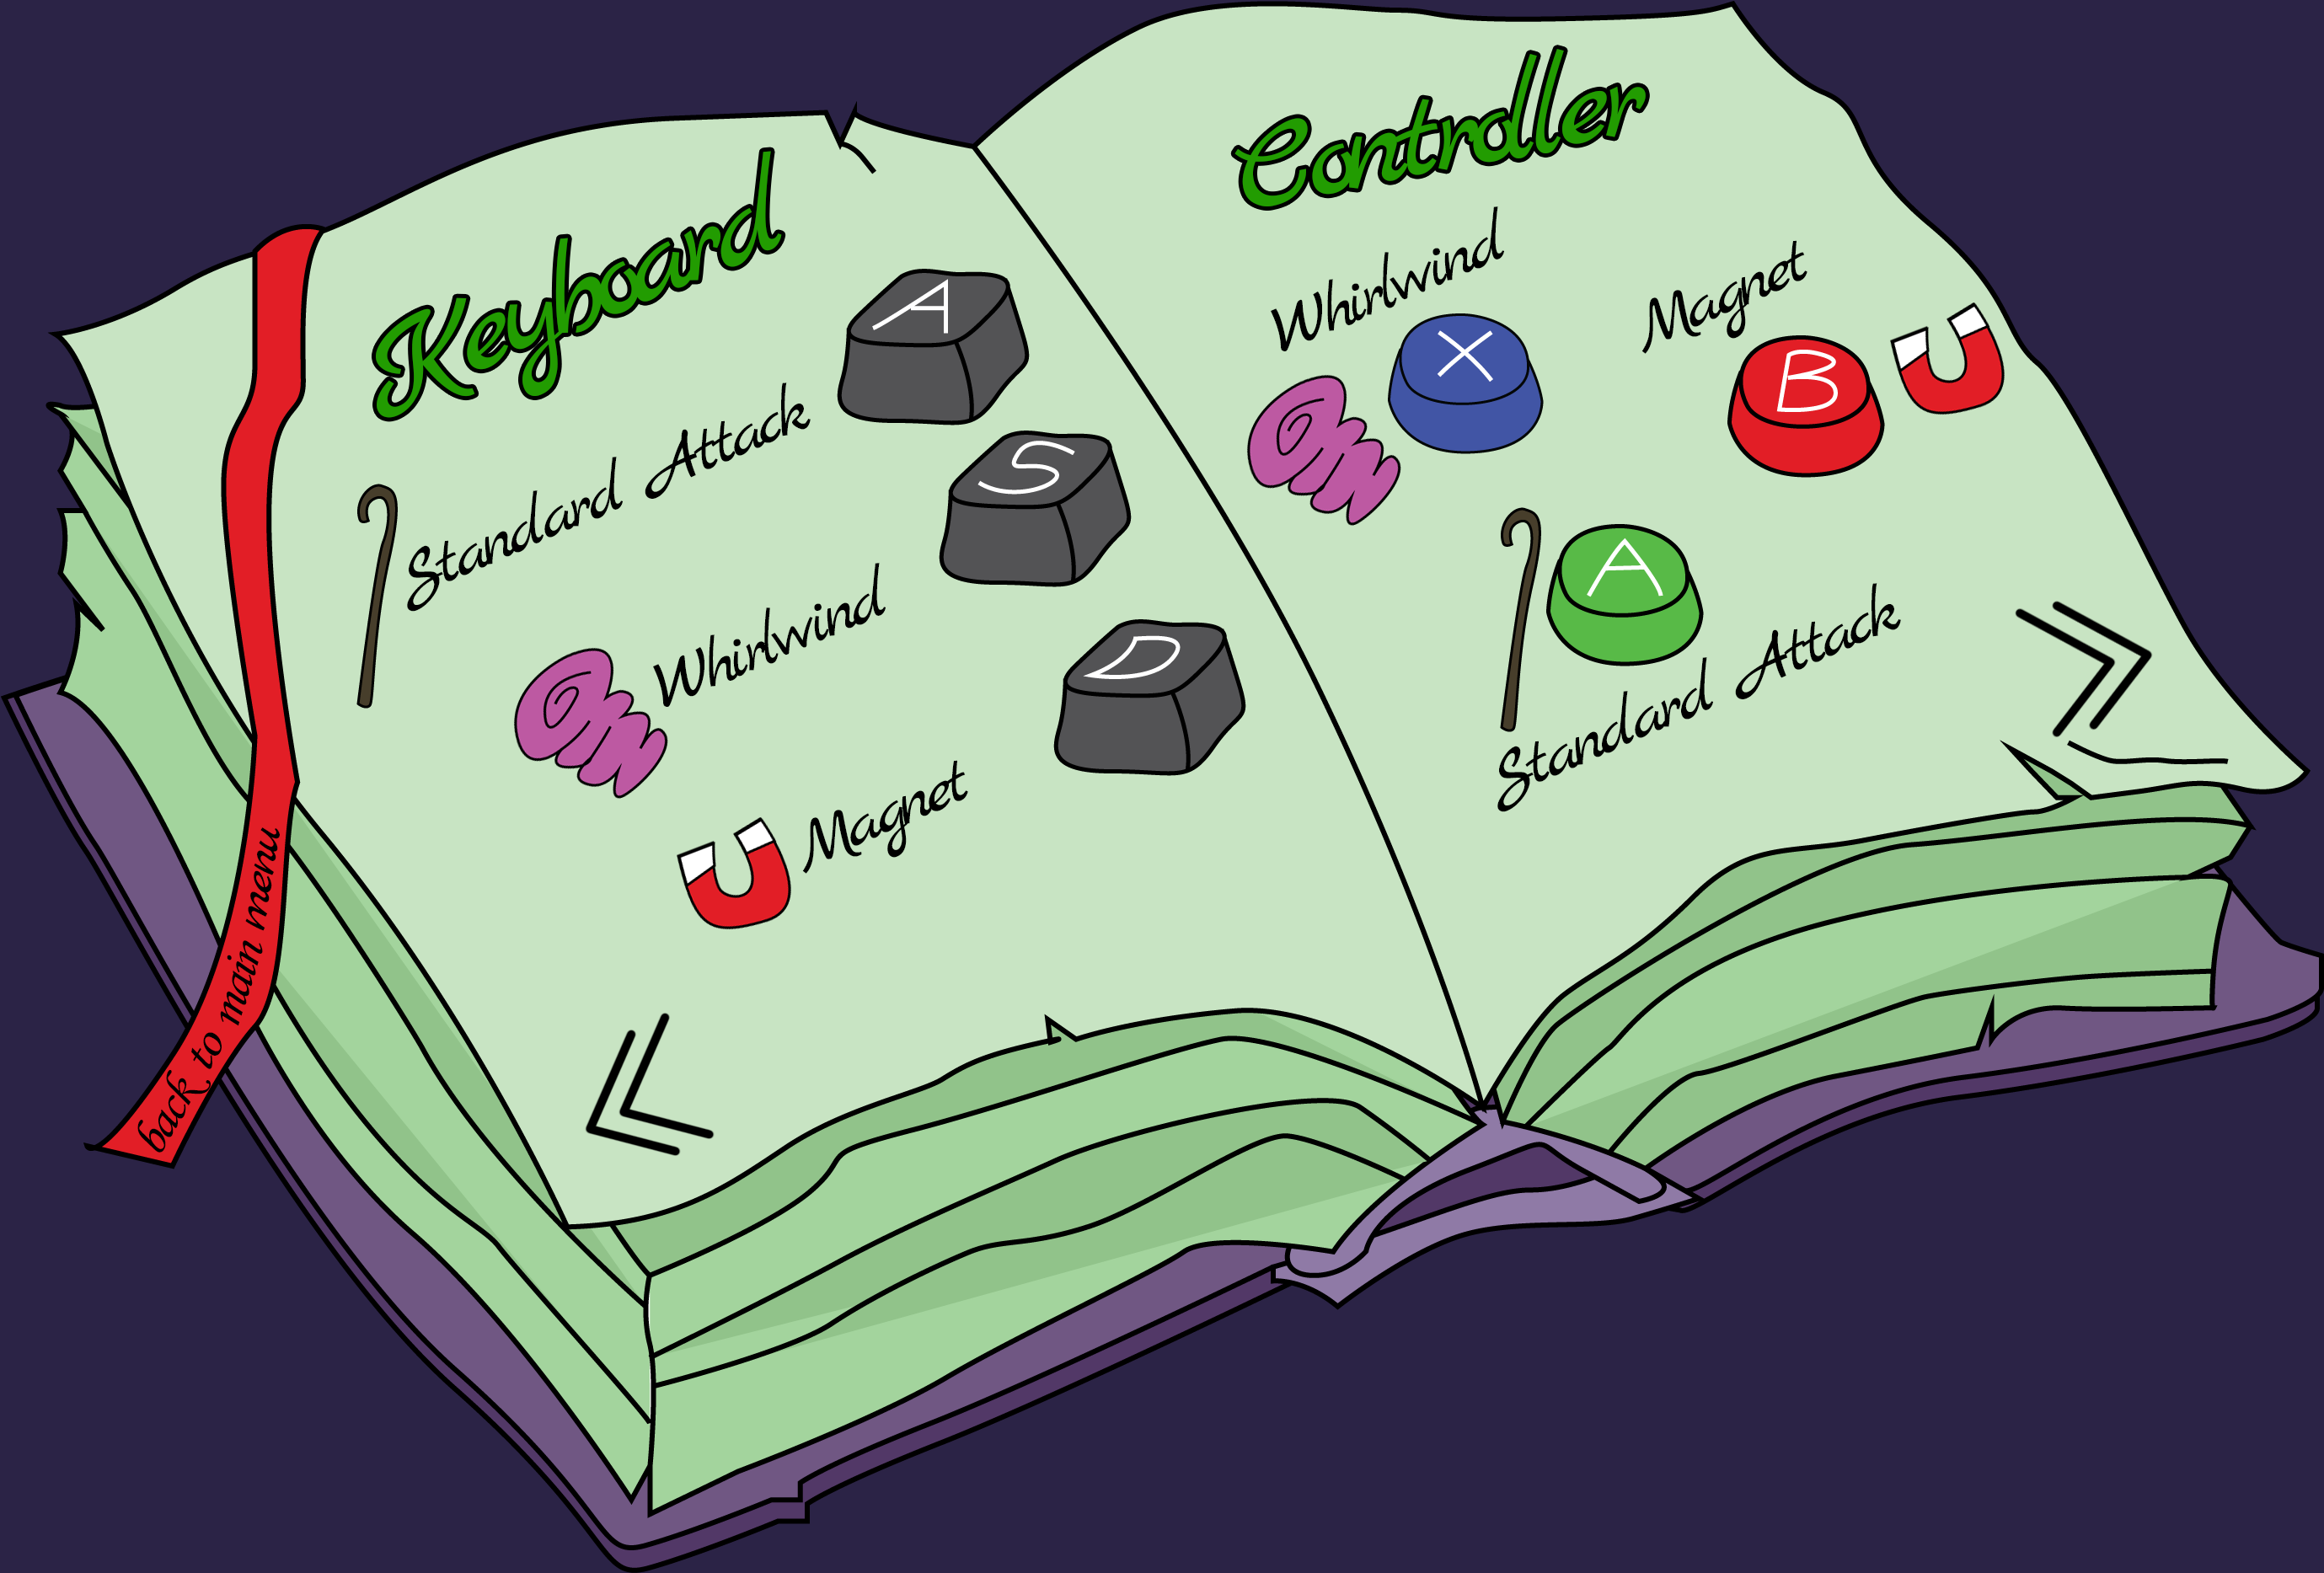 Keyboard
A
Standard Attack
S
Whirlwind
D
Magnet
back to main menu
Controller
Whirlwind
X
Magnet
B
A
Standard Attack